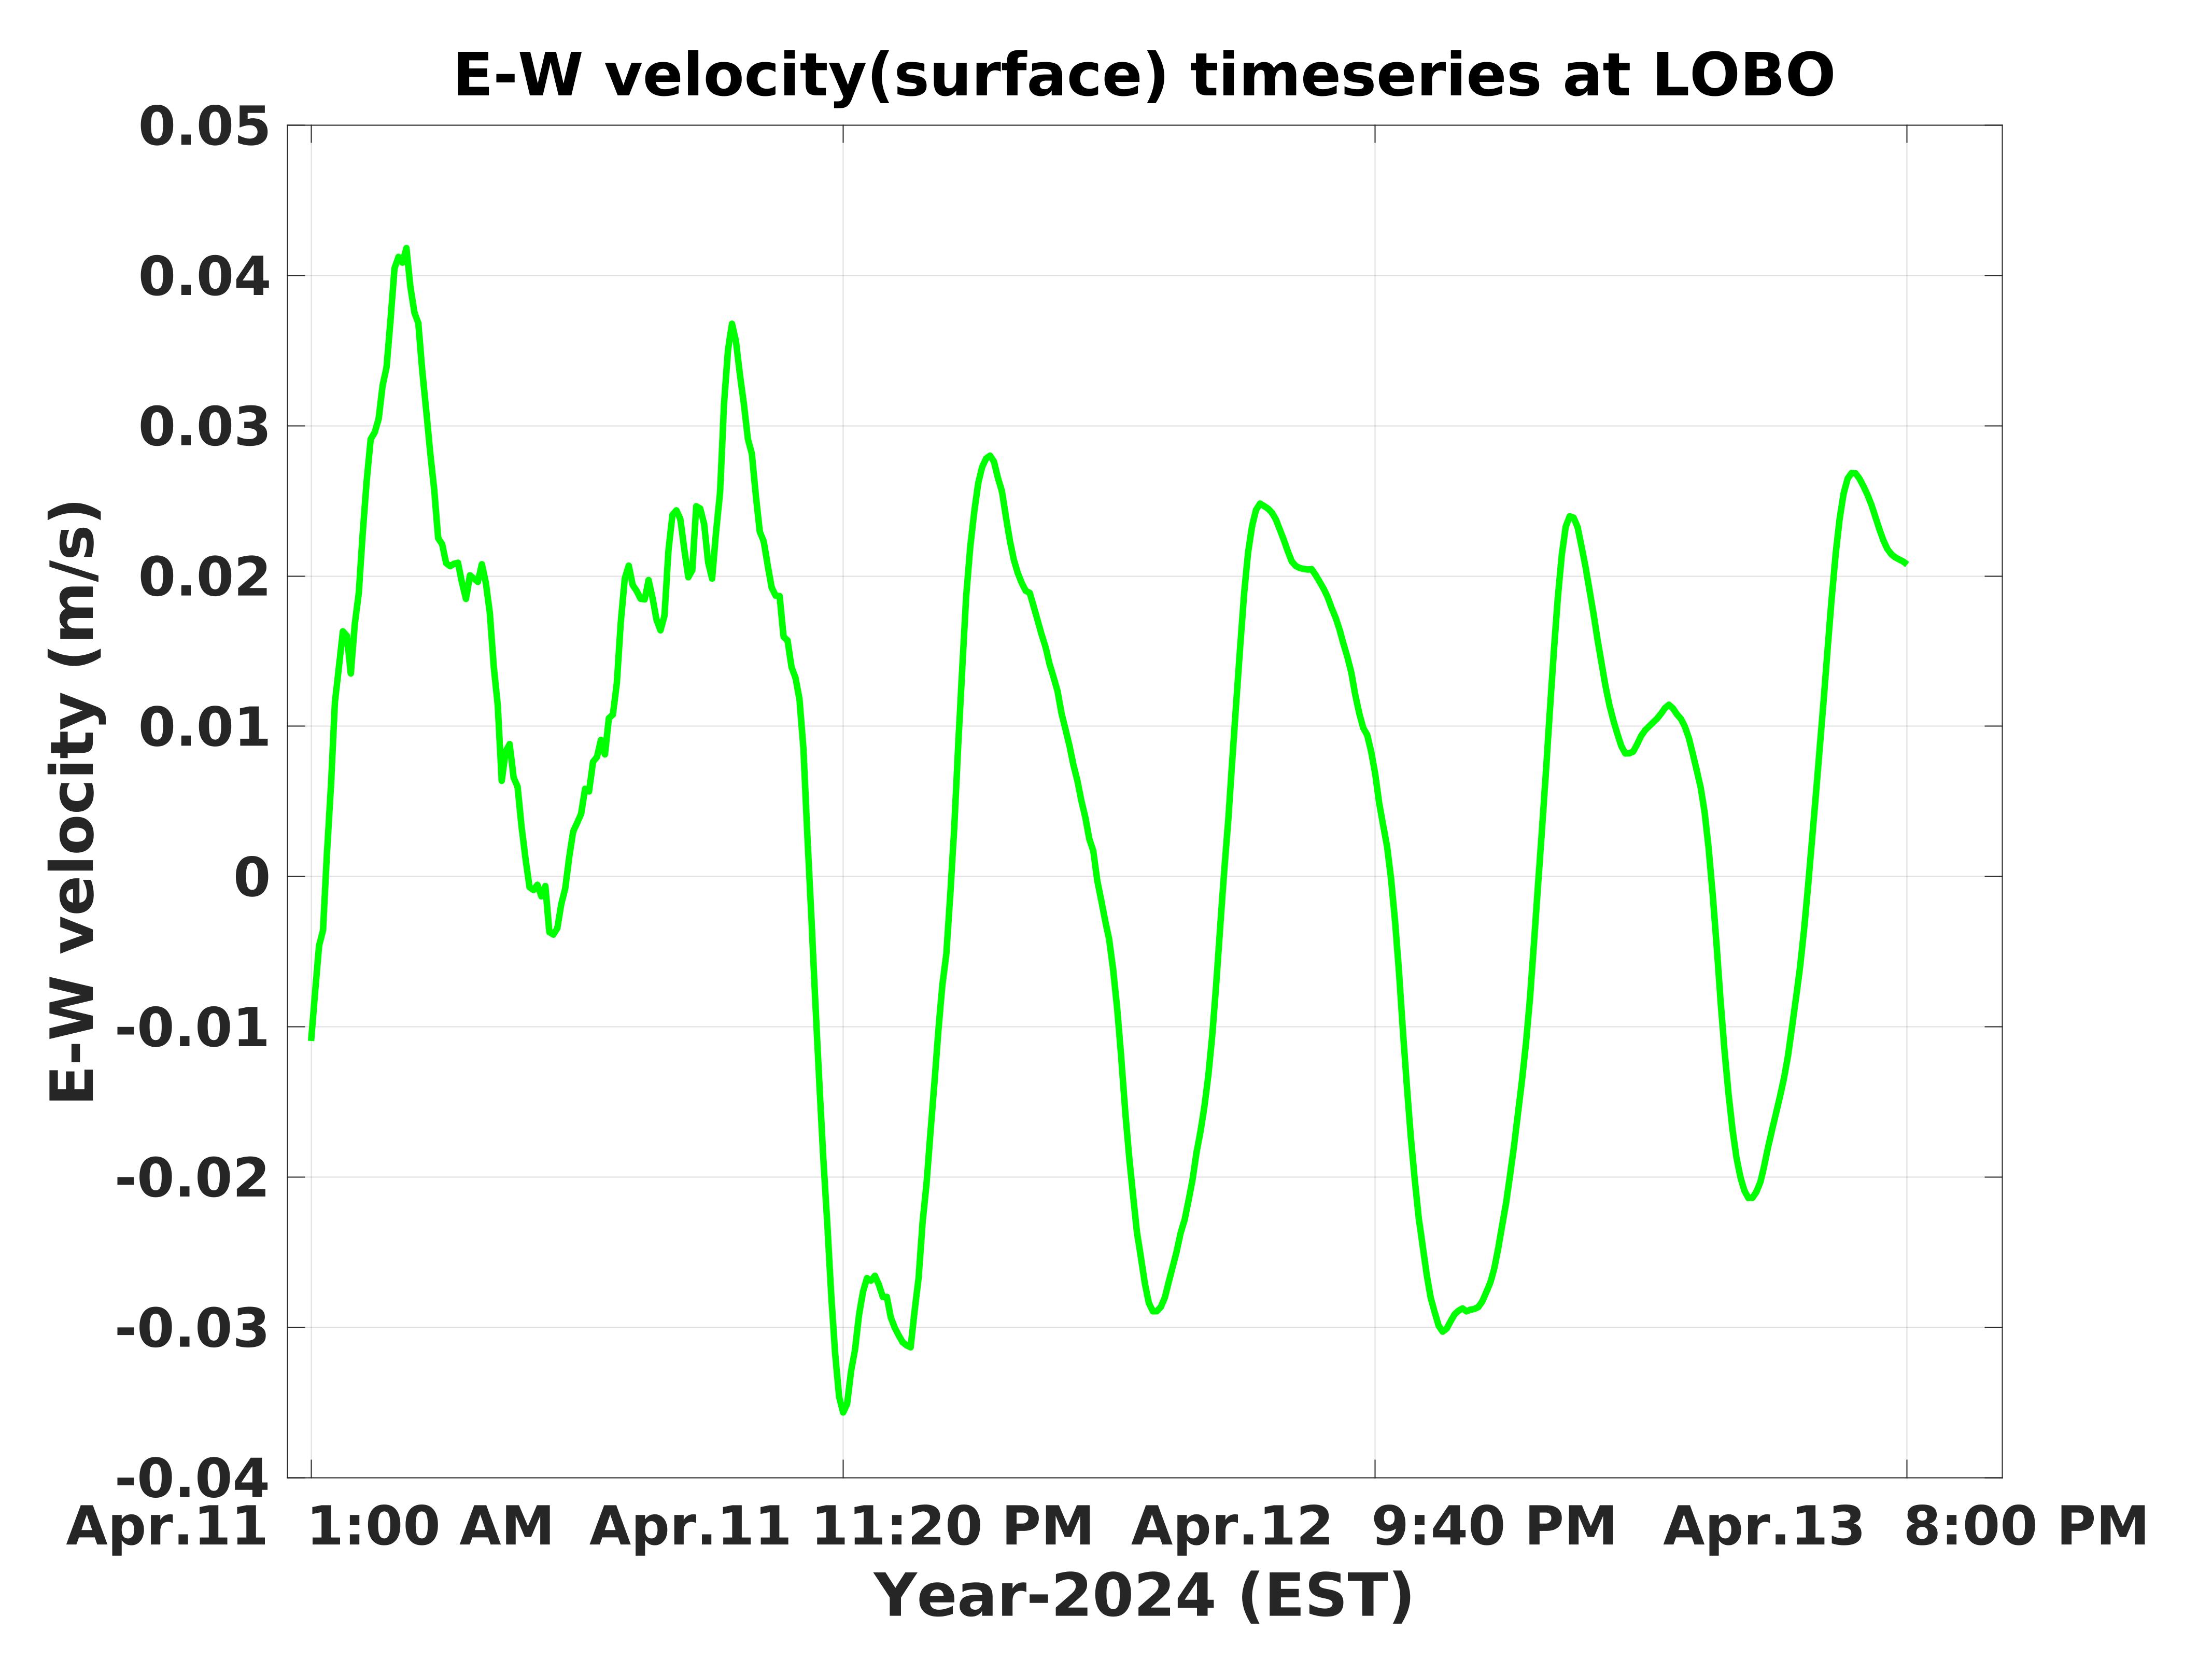 E-W velocity(surface) timeseries at LOBO
E-W velocity (m/s)
0.05
0.04
0.03
0.02
0.01
0
-0.01
-0.02
-0.03
-0.04
Apr.11 1:00 AM Apr.11 11:20 PM Apr.12 9:40 PM Apr.13 8:00 PM
Year-2024 (EST)